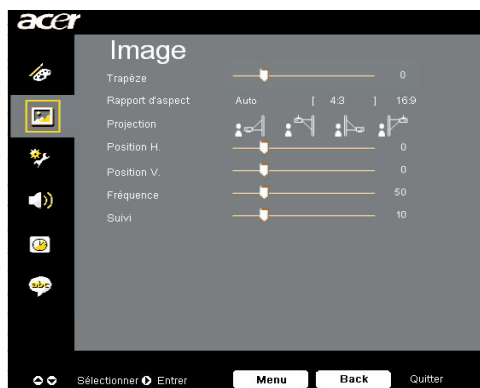 acer
Image
Trapèze 0
Rapport d'aspect Auto [ 4:3 ] 16:9
Projection
Position H. 0
Position V. 0
Fréquence 50
Suivi 10
abc
Sélectionner Entrer Menu Back Quitter